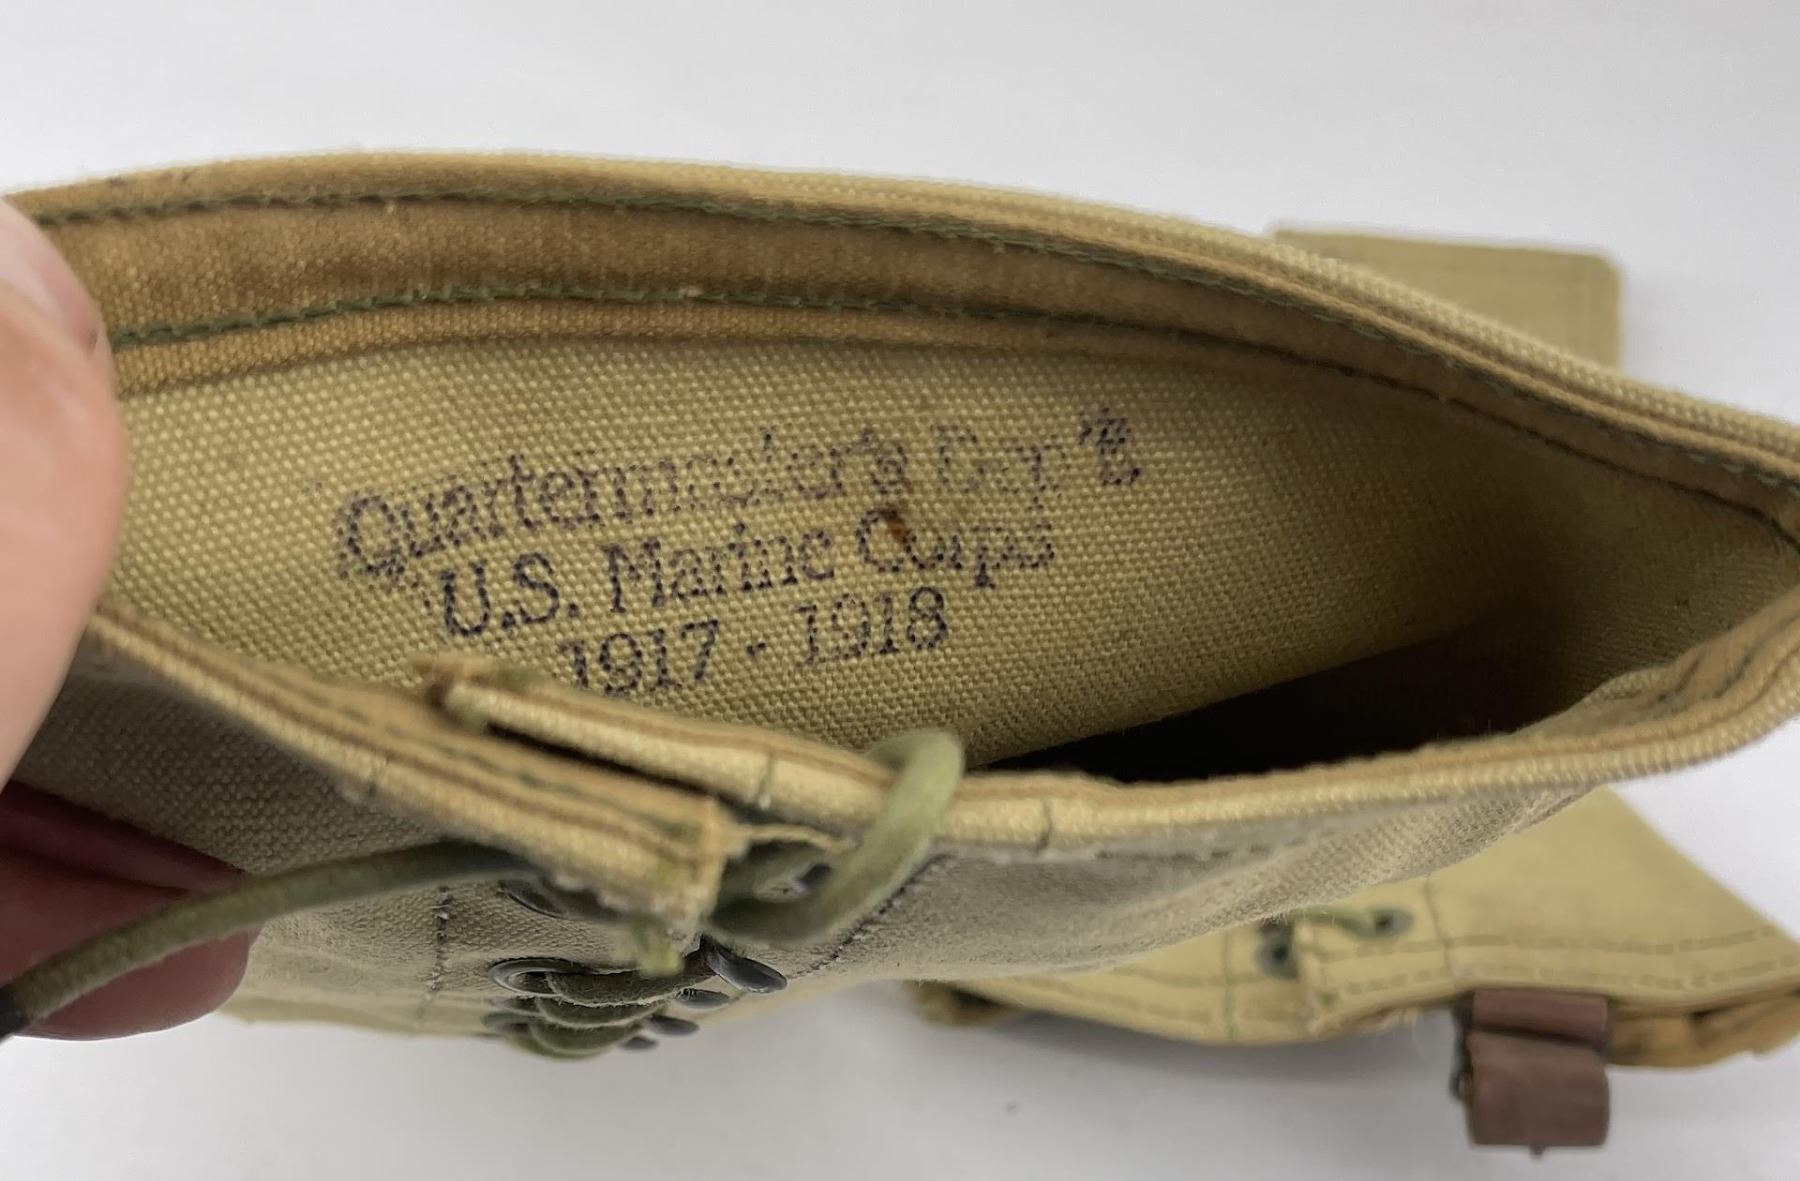 Quartermaster's Dep't
U.S. Marine Corps
1917 - 1918